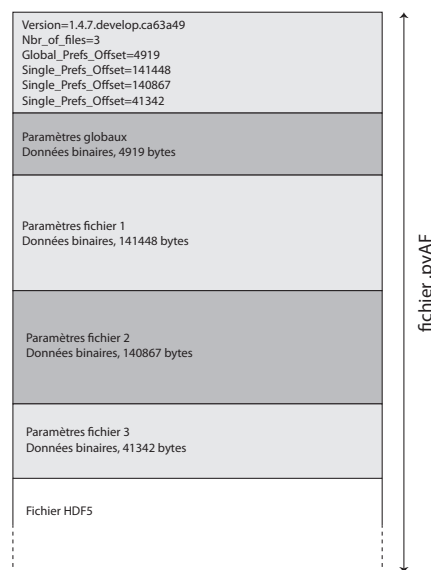 Version=1.4.7.develop.ca63a49
Nbr_of_files=3
Global_Prefs_Offset=4919
Single_Prefs_Offset=141448
Single_Prefs_Offset=140867
Single_Prefs_Offset=41342
Paramètres globaux
Données binaires, 4919 bytes
Paramètres fichier 1
Données binaires, 141448 bytes
Paramètres fichier 2
Données binaires, 140867 bytes
Paramètres fichier 3
Données binaires, 41342 bytes
Fichier HDF5
fichier .pyAF